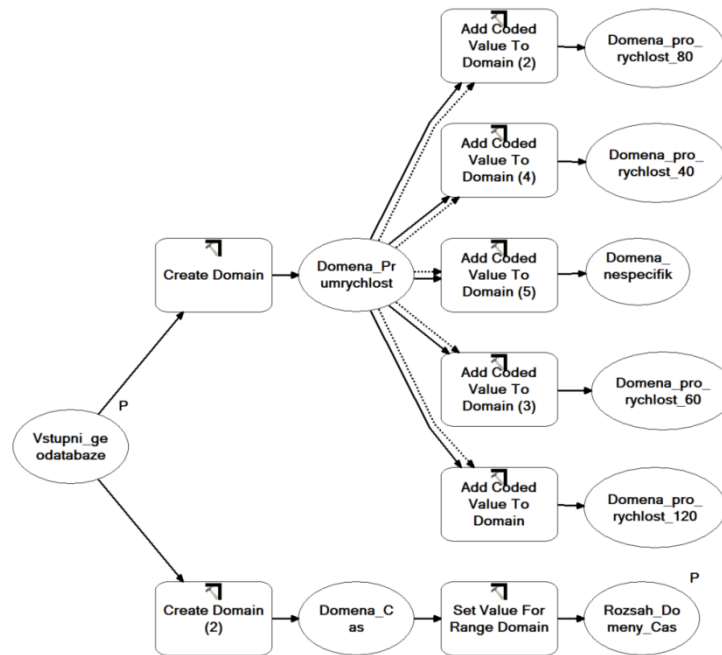 Add Coded
Value To
Domain (2)
Domena_pro_
rychlost_80
Add Coded
Value To
Domain (4)
Domena_pro_
rychlost_40
Create Domain
Domena_Pr
umrychlost
Add Coded
Value To
Domain (5)
Domena_
nespecifik
P
Add Coded
Value To
Domain (3)
Domena_pro_
rychlost_60
Vstupni_ge
odatabaze
Add Coded
Value To
Domain
Domena_pro_
rychlost_120
P
Create Domain
(2)
Domena_C
as
Set Value For
Range Domain
Rozsah_Do
meny_Cas